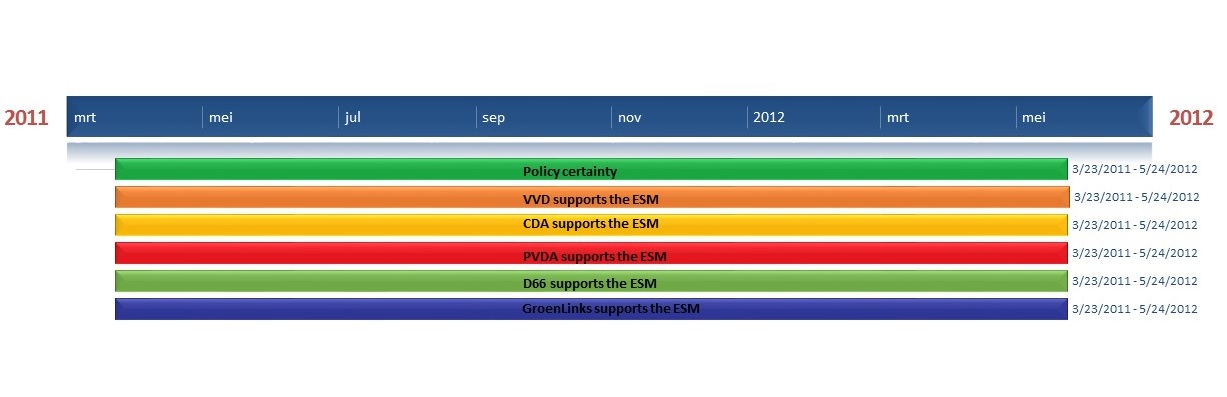 2011 mrt mei jul sep nov 2012 mrt mei 2012
Policy certainty 3/23/2011 - 5/24/2012
VVD supports the ESM 3/23/2011 - 5/24/2012
CDA supports the ESM 3/23/2011 - 5/24/2012
PVDA supports the ESM 3/23/2011 - 5/24/2012
D66 supports the ESM 3/23/2011 - 5/24/2012
GroenLinks supports the ESM 3/23/2011 - 5/24/2012